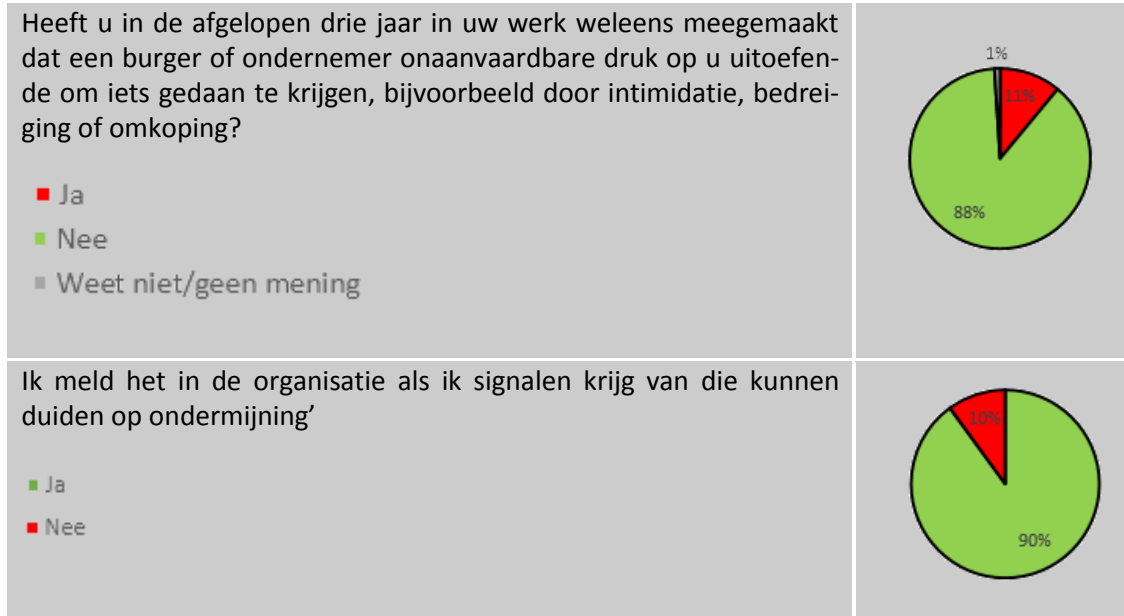 Heeft u in de afgelopen drie jaar in uw werk weleens meegemaakt
dat een burger of ondernemer onaanvaardbare druk op u uitoefen-
de om iets gedaan te krijgen, bijvoorbeeld door intimidatie, bedrei-
ging of omkoping?
Ja
Nee
Weet niet/geen mening
1%
11%
88%
Ik meld het in de organisatie als ik signalen krijg van die kunnen
duiden op ondermijning’
Ja
Nee
10%
90%